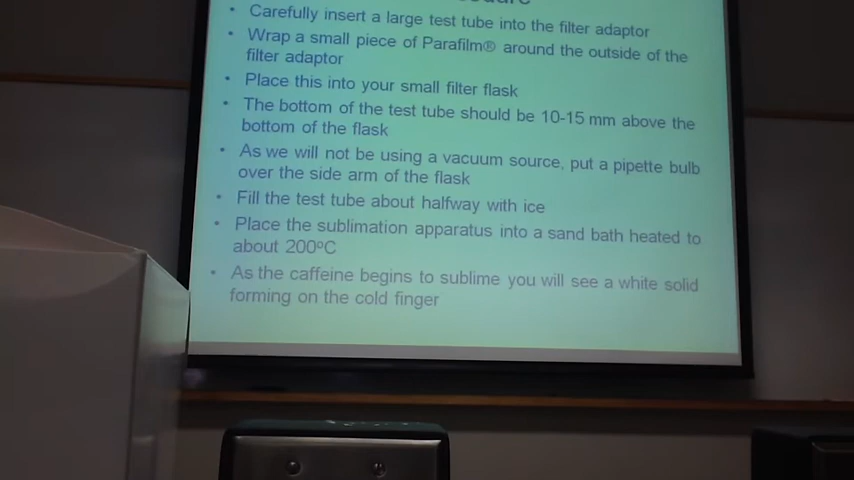 • Carefully insert a large test tube into the filter adaptor
• Wrap a small piece of Parafilm® around the outside of the
filter adaptor
• Place this into your small filter flask
• The bottom of the test tube should be 10-15 mm above the
bottom of the flask
• As we will not be using a vacuum source, put a pipette bulb
over the side arm of the flask
• Fill the test tube about halfway with ice
• Place the sublimation apparatus into a sand bath heated to
about 200ºC
• As the caffeine begins to sublime you will see a white solid
forming on the cold finger